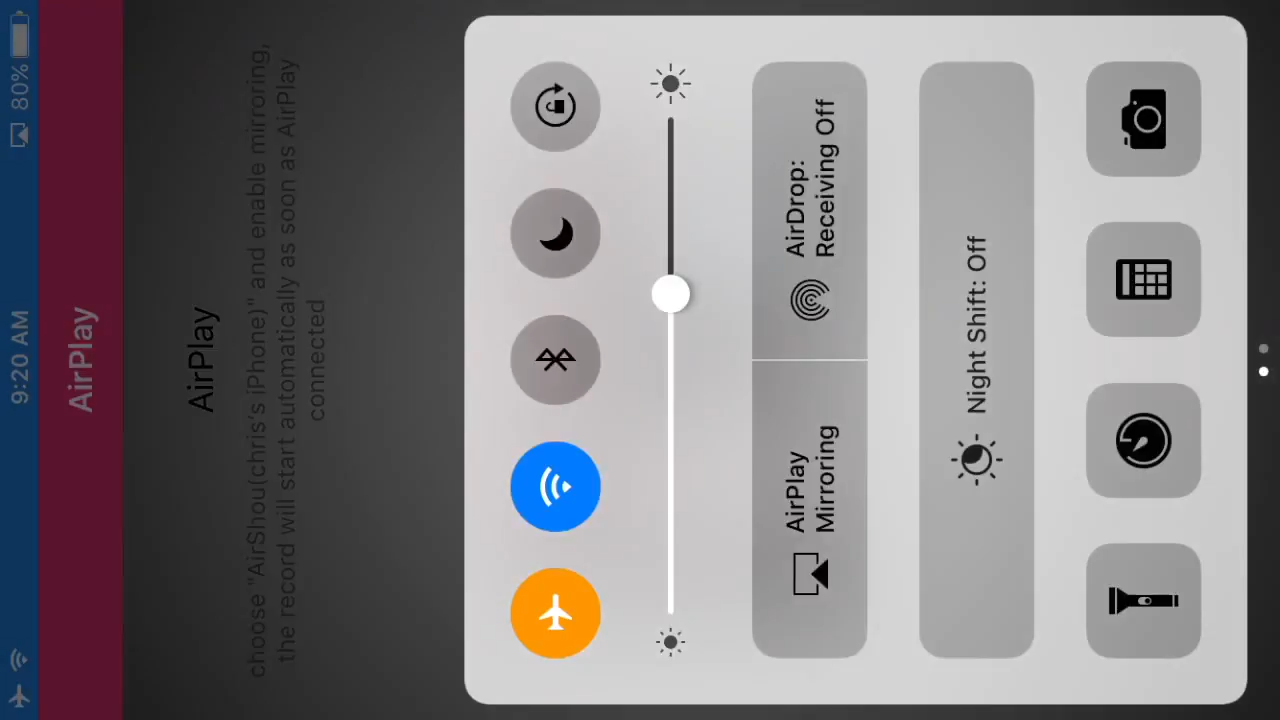 9:20 AM
80%
AirPlay
AirPlay
choose "AirShou(chris's iPhone)" and enable mirroring,
the record will start automatically as soon as AirPlay
connected
AirPlay
Mirroring
AirDrop:
Receiving Off
Night Shift: Off